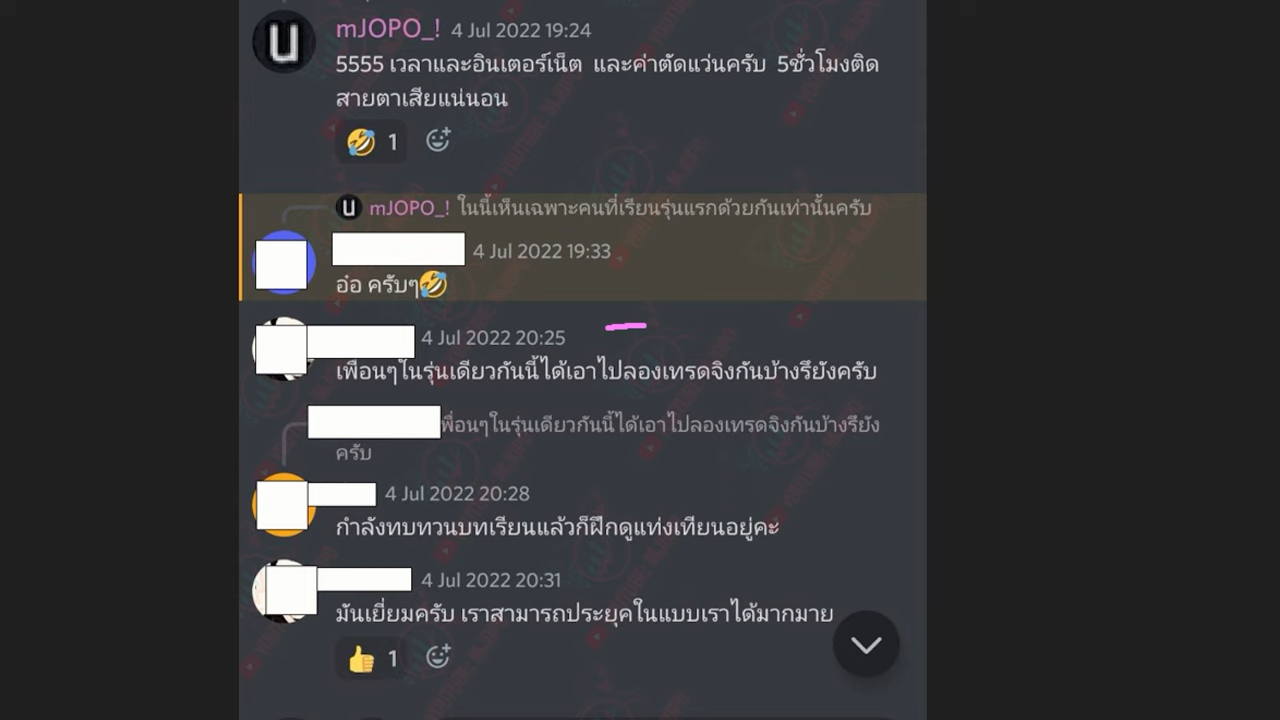 mJOPO_! 4 Jul 2022 19:24
5555 เวลาและอินเตอร์เน็ต และค่าตัดแว่นครับ 5ชั่วโมงติด
สายตาเสียแน่นอน
🤣 1
U mJOPO_! ในนี้เห็นเฉพาะคนที่เรียนรุ่นแรกด้วยกันเท่านั้นครับ
4 Jul 2022 19:33
อ๋อ ครับๆ🤣
4 Jul 2022 20:25
เพื่อนๆในรุ่นเดียวกันนี้ได้เอาไปลองเทรดจิงกันบ้างรึยังครับ
พื่อนๆในรุ่นเดียวกันนี้ได้เอาไปลองเทรดจิงกันบ้างรึยัง
ครับ
4 Jul 2022 20:28
กำลังทบทวนบทเรียนแล้วก็ฝึกดูแท่งเทียนอยู่คะ
4 Jul 2022 20:31
มันเยี่ยมครับ เราสามารถประยุคในแบบเราได้มากมาย
👍 1